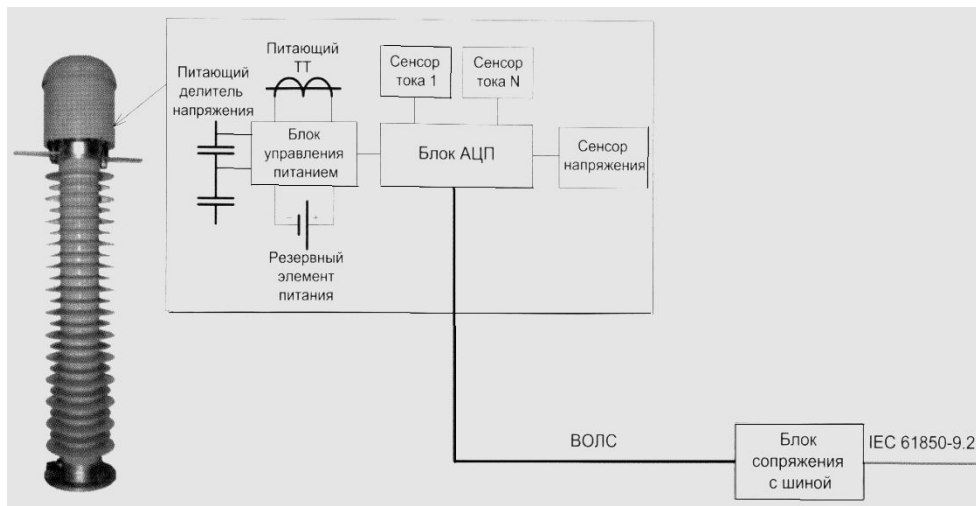 Питающий
делитель
напряжения
Питающий
ТТ
Блок
управления
питанием
Резервный
элемент
питания
Сенсор
тока 1
Сенсор
тока N
Блок АЦП
Сенсор
напряжения
ВОЛС
Блок
сопряжения
с шиной
IEC 61850-9.2